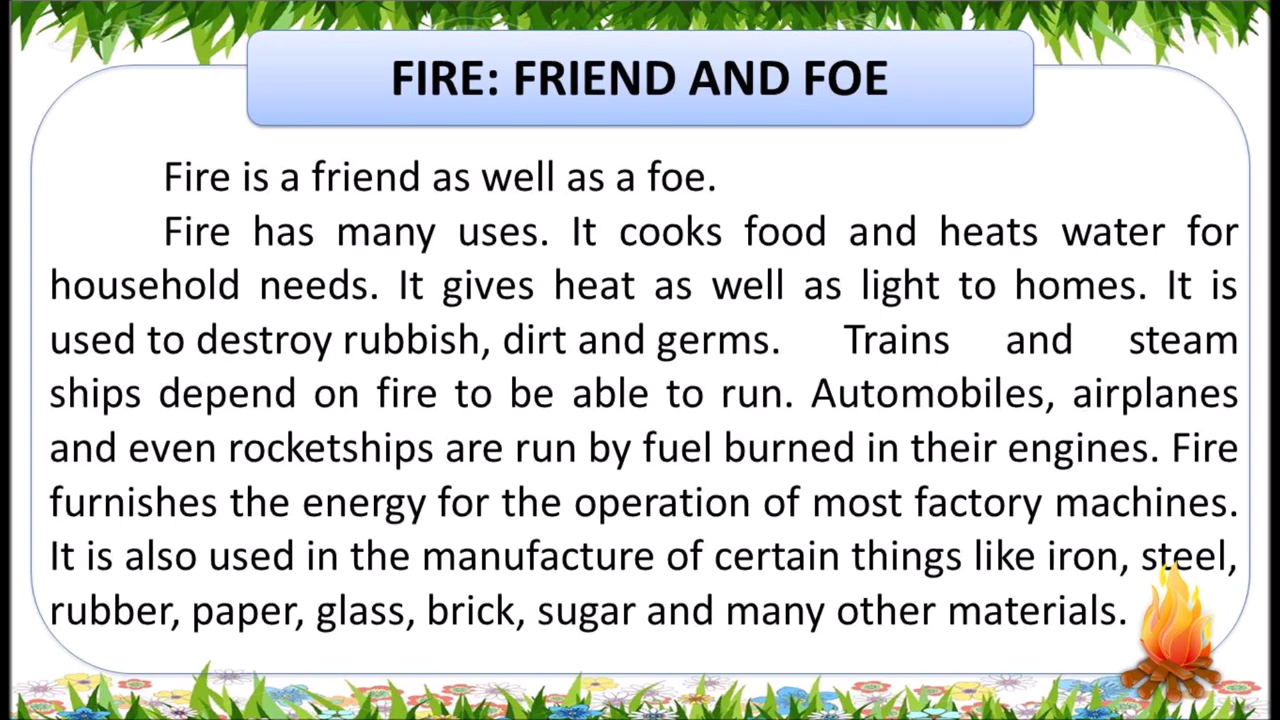 FIRE: FRIEND AND FOE
Fire is a friend as well as a foe.
Fire has many uses. It cooks food and heats water for
household needs. It gives heat as well as light to homes. It is
used to destroy rubbish, dirt and germs. Trains and steam
ships depend on fire to be able to run. Automobiles, airplanes
and even rocketships are run by fuel burned in their engines. Fire
furnishes the energy for the operation of most factory machines.
It is also used in the manufacture of certain things like iron, steel,
rubber, paper, glass, brick, sugar and many other materials.